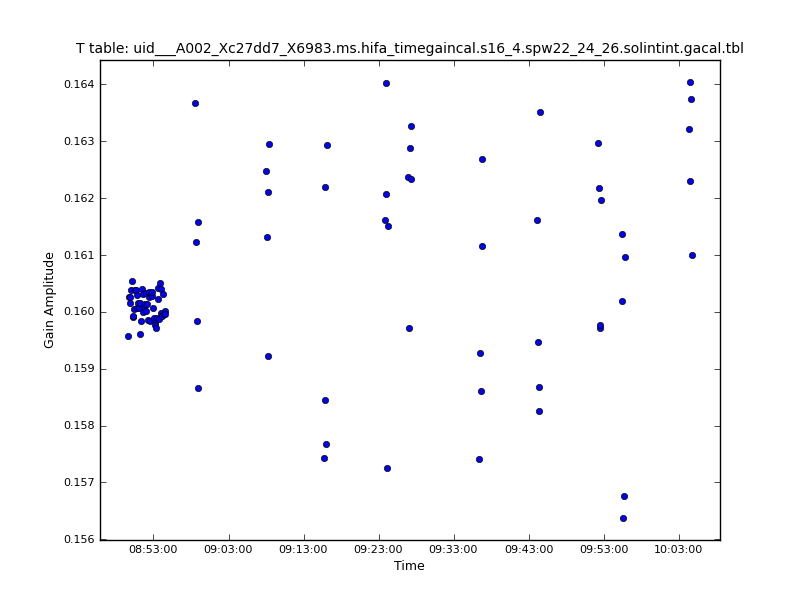 T table: uid___A002_Xc27dd7_X6983.ms.hifa_timegaincal.s16_4.spw22_24_26.solintint.gacal.tbl
0.164
0.163
0.162
0.161
0.160
0.159
0.158
0.157
0.156
Gain Amplitude
08:53:00 09:03:00 09:13:00 09:23:00 09:33:00 09:43:00 09:53:00 10:03:00
Time